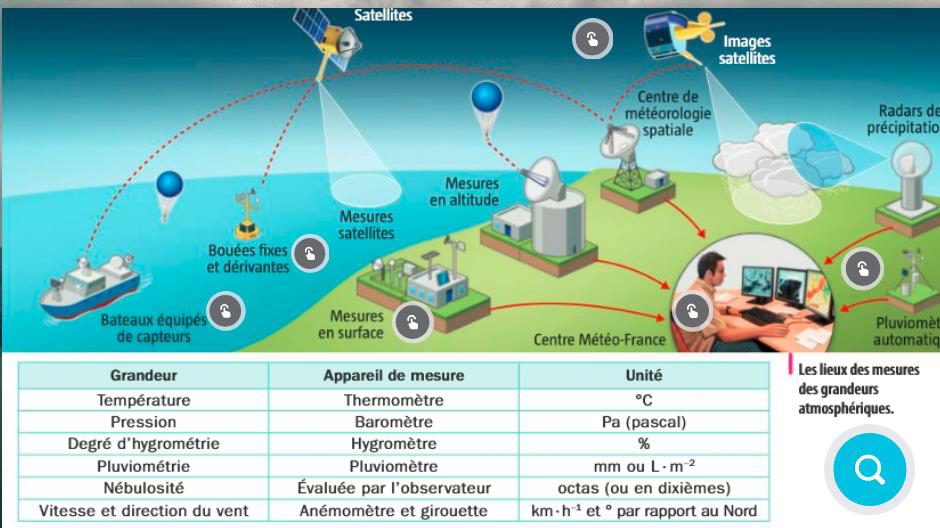 Satellites
Images
satellites
Centre de
météorologie
spatiale
Radars de
précipitatio
Mesures
en altitude
Mesures
satellites
Bouées fixes
et dérivantes
Bateaux équipés
de capteurs
Mesures
en surface
Centre Météo-France
Pluviomèt
automatiq
Les lieux des mesures
des grandeurs
atmosphériques.
Grandeur Appareil de mesure Unité
Température Thermomètre °C
Pression Baromètre Pa (pascal)
Degré d'hygrométrie Hygromètre %
Pluviométrie Pluviomètre mm ou L·m⁻²
Nébulosité Évaluée par l'observateur octas (ou en dixièmes)
Vitesse et direction du vent Anémomètre et girouette km·h⁻¹ et ° par rapport au Nord